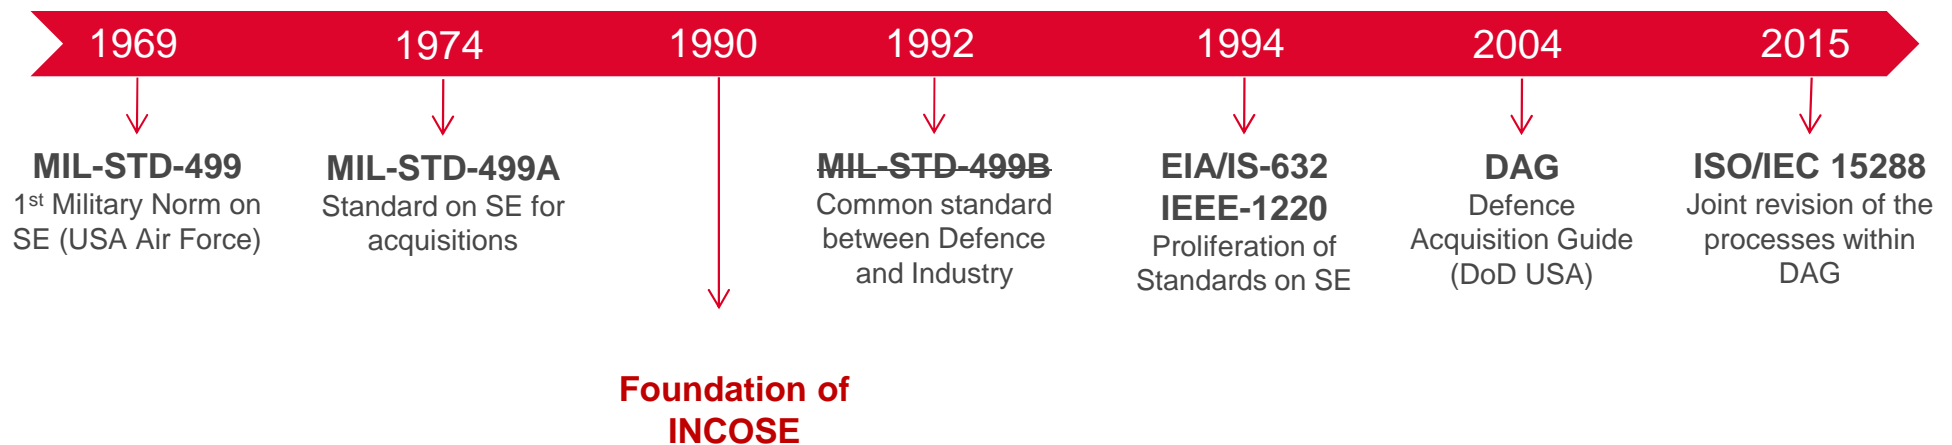 1969 1974 1990 1992 1994 2004 2015
MIL-STD-499
1st Military Norm on
SE (USA Air Force)
MIL-STD-499A
Standard on SE for
acquisitions
Foundation of
INCOSE
MIL-STD-499B
Common standard
between Defence
and Industry
EIA/IS-632
IEEE-1220
Proliferation of
Standards on SE
DAG
Defence
Acquisition Guide
(DoD USA)
ISO/IEC 15288
Joint revision of the
processes within
DAG